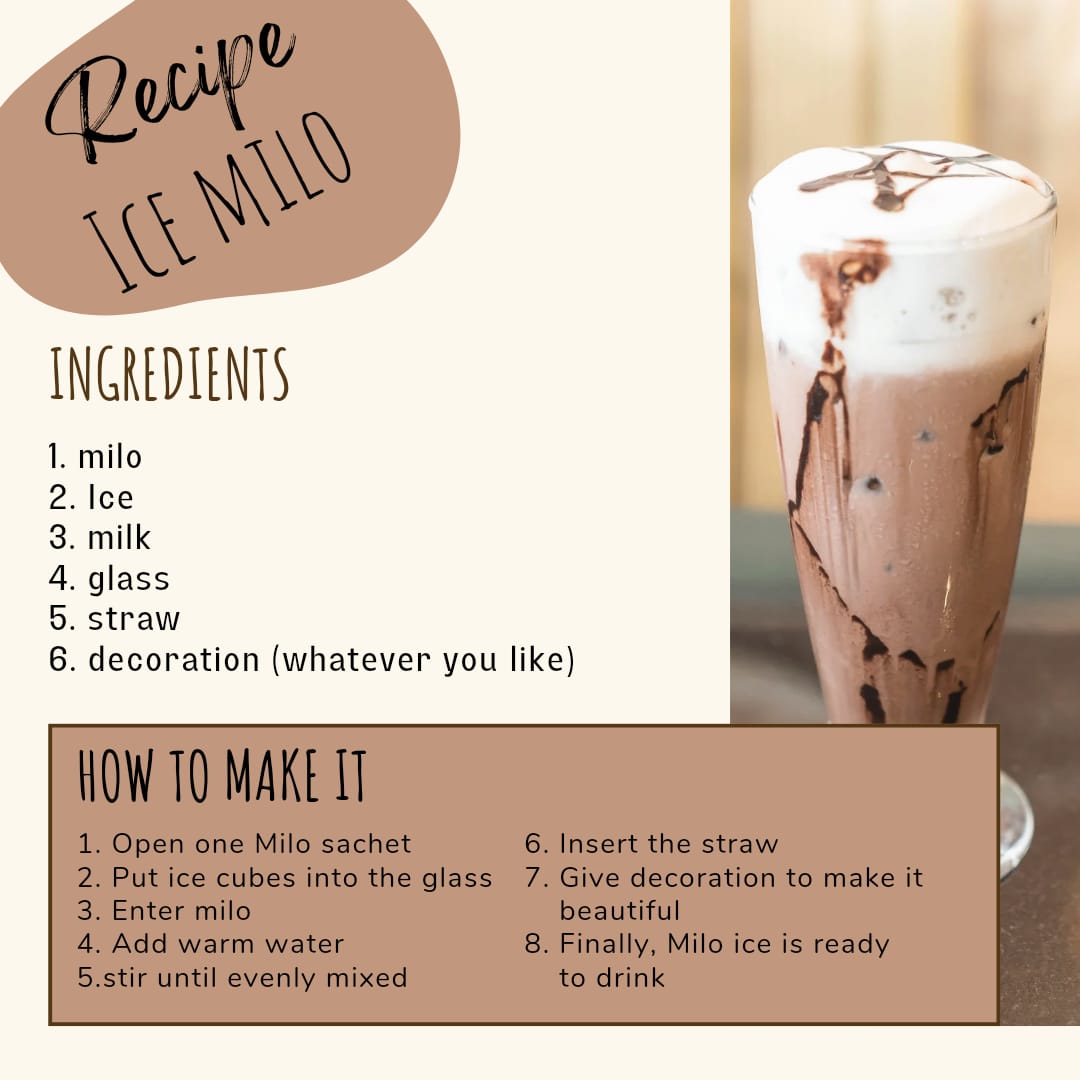 Recipe
ICE MILO
INGREDIENTS
1. milo
2. Ice
3. milk
4. glass
5. straw
6. decoration (whatever you like)
HOW TO MAKE IT
1. Open one Milo sachet
2. Put ice cubes into the glass
3. Enter milo
4. Add warm water
5.stir until evenly mixed
6. Insert the straw
7. Give decoration to make it
beautiful
8. Finally, Milo ice is ready
to drink